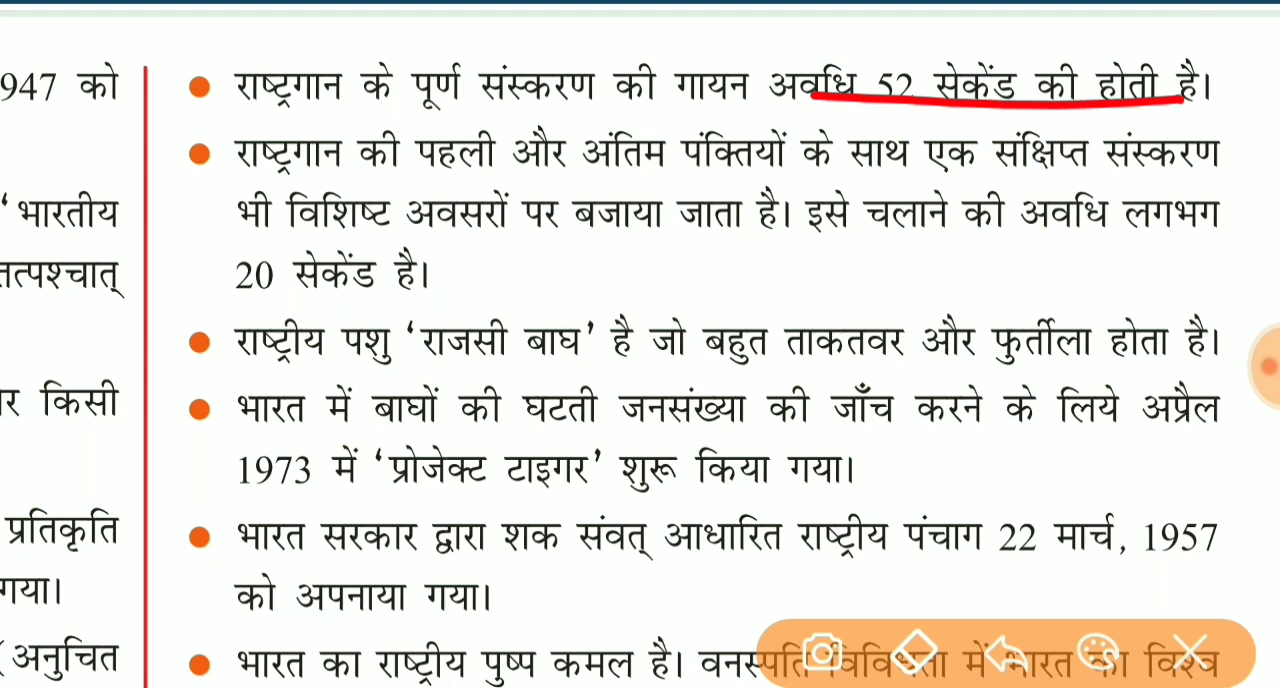 947 को
‘भारतीय
तत्पश्चात्
किसी
प्रतिकृति
गया।
(अनुचित
राष्ट्रगान के पूर्ण संस्करण की गायन अवधि 52 सेकेंड की होती है।
राष्ट्रगान की पहली और अंतिम पंक्तियों के साथ एक संक्षिप्त संस्करण
भी विशिष्ट अवसरों पर बजाया जाता है। इसे चलाने की अवधि लगभग
20 सेकेंड है।
राष्ट्रीय पशु ‘राजसी बाघ’ है जो बहुत ताकतवर और फुर्तीला होता है।
भारत में बाघों की घटती जनसंख्या की जाँच करने के लिये अप्रैल
1973 में ‘प्रोजेक्ट टाइगर’ शुरू किया गया।
भारत सरकार द्वारा शक संवत् आधारित राष्ट्रीय पंचाग 22 मार्च, 1957
को अपनाया गया।
भारत का राष्ट्रीय पुष्प कमल है। वनस्पति विविधता में भारत का विश्व